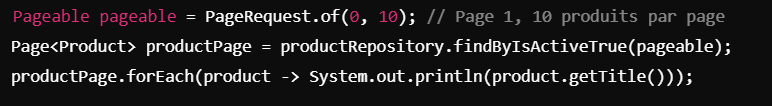 Pageable pageable = PageRequest.of(0, 10); // Page 1, 10 produits par page
Page<Product> productPage = productRepository.findByIsActiveTrue(pageable);
productPage.forEach(product -> System.out.println(product.getTitle()));